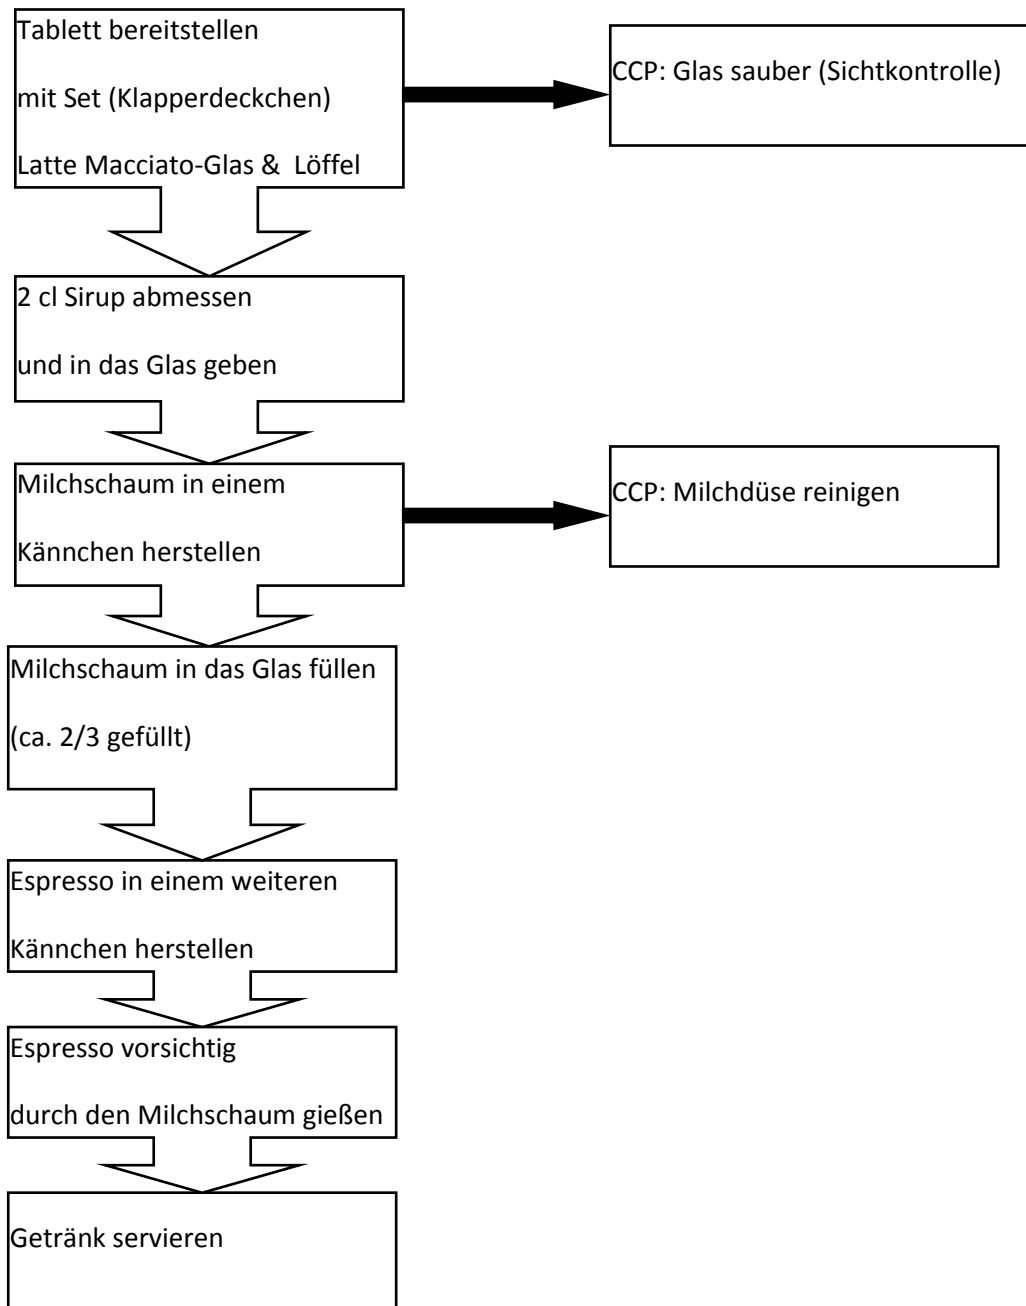 Tablett bereitstellen
mit Set (Klapperdeckchen)
Latte Macciato-Glas & Löffel
CCP: Glas sauber (Sichtkontrolle)
2 cl Sirup abmessen
und in das Glas geben
Milchschaum in einem
Kännchen herstellen
CCP: Milchdüse reinigen
Milchschaum in das Glas füllen
(ca. 2/3 gefüllt)
Espresso in einem weiteren
Kännchen herstellen
Espresso vorsichtig
durch den Milchschaum gießen
Getränk servieren